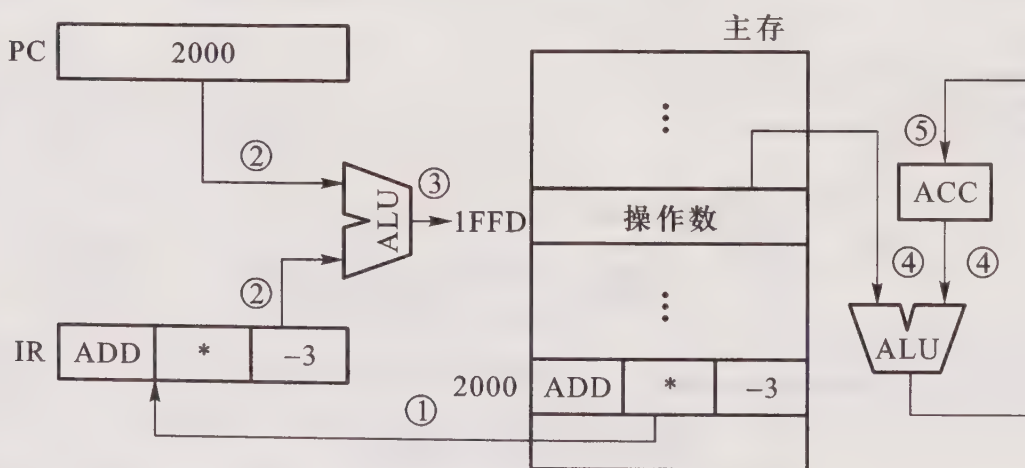 主存
PC 2000
⋮
②
⑤
③
ACC
ALU
1FFD 操作数
②
④ ④
⋮
IR ADD * -3
ALU
2000 ADD * -3
①